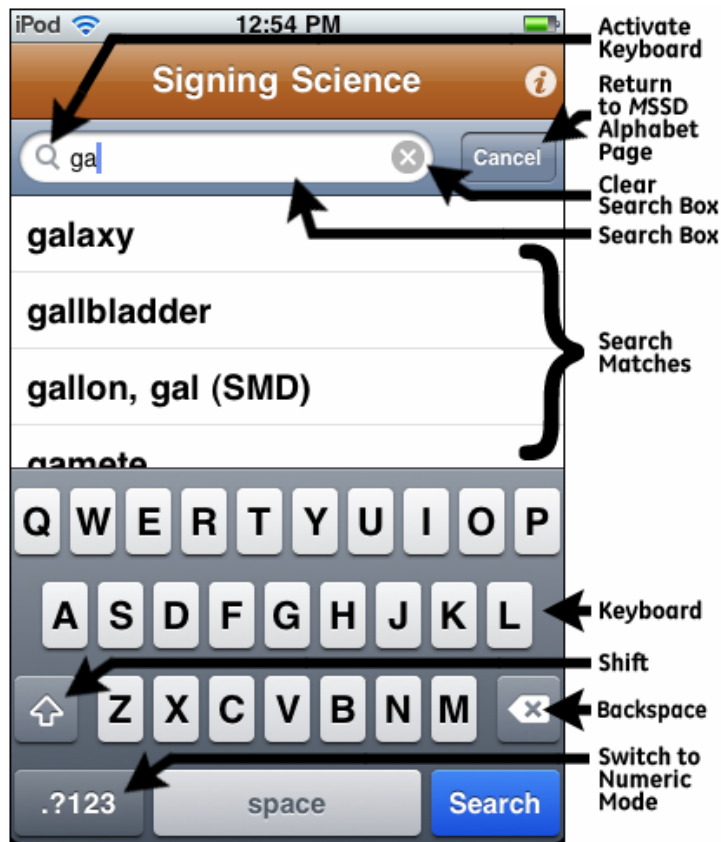 iPod 12:54 PM
Activate
Keyboard
Signing Science
Return
to MSSD
Alphabet
Page
ga
Cancel
Clear
Search Box
Search Box
galaxy
gallbladder
Search
Matches
gallon, gal (SMD)
gamete
Q W E R T Y U I O P
A S D F G H J K L
Keyboard
Shift
Z X C V B N M
Backspace
Switch to
Numeric
Mode
.?123 space Search